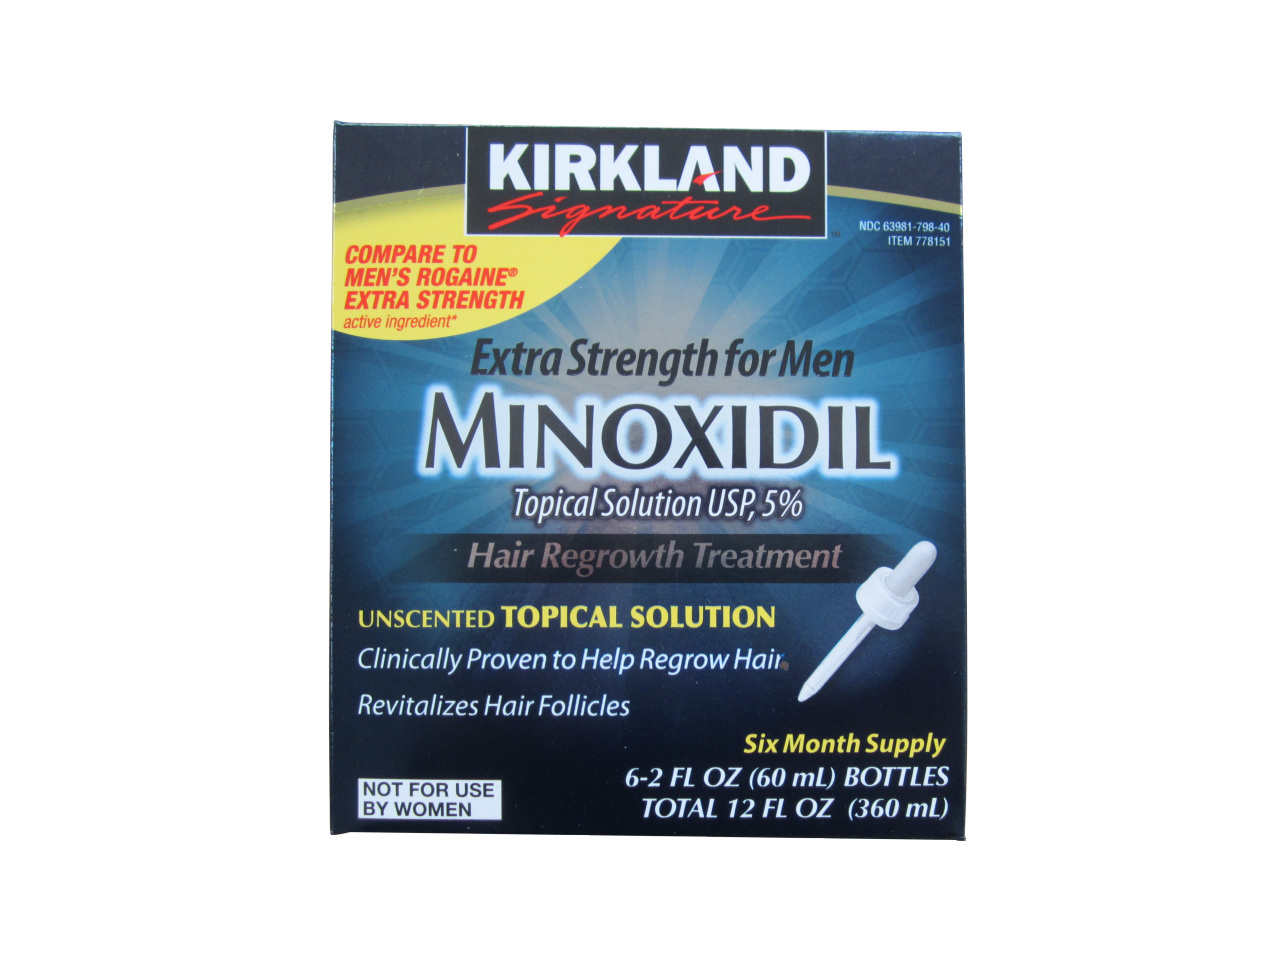 KIRKLAND
Signature
TM
NDC 63981-798-40
ITEM 778151
COMPARE TO
MEN'S ROGAINE®
EXTRA STRENGTH
active ingredient*
Extra Strength for Men
MINOXIDIL
Topical Solution USP, 5%
Hair Regrowth Treatment
UNSCENTED TOPICAL SOLUTION
Clinically Proven to Help Regrow Hair
Revitalizes Hair Follicles
Six Month Supply
6-2 FL OZ (60 mL) BOTTLES
TOTAL 12 FL OZ (360 mL)
NOT FOR USE
BY WOMEN